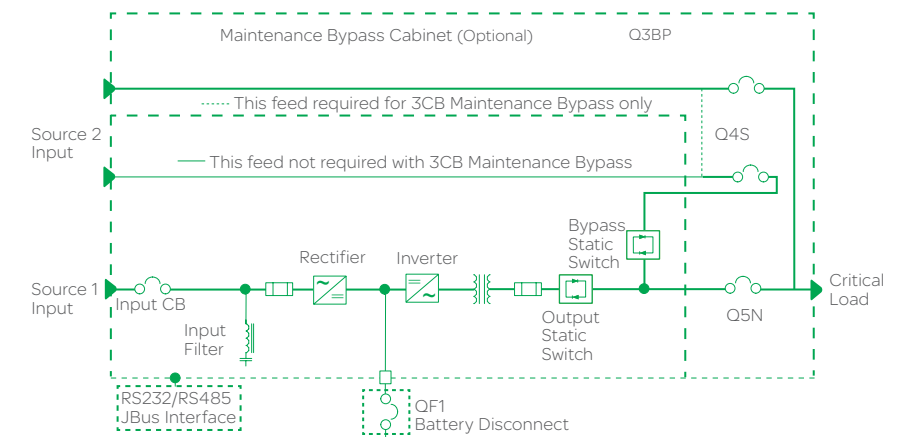 Maintenance Bypass Cabinet (Optional)
Q3BP
This feed required for 3CB Maintenance Bypass only
Source 2
Input
Q4S
This feed not required with 3CB Maintenance Bypass
Bypass
Static
Switch
Rectifier
Inverter
Source 1
Input
Input CB
Critical
Load
Q5N
Input
Filter
Output
Static
Switch
RS232/RS485
JBus Interface
QF1
Battery Disconnect